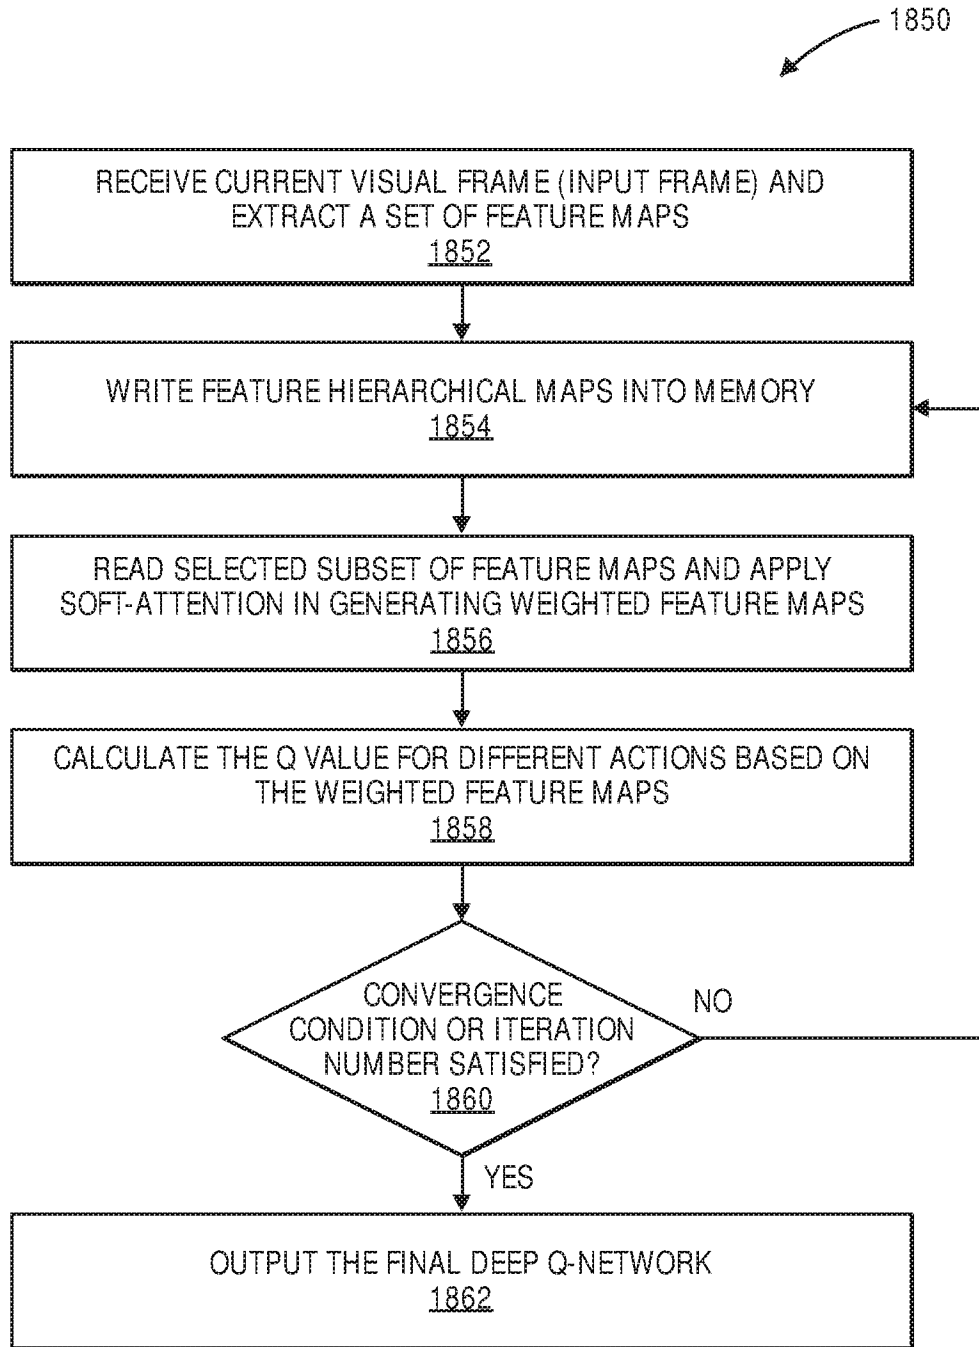 1850
RECEIVE CURRENT VISUAL FRAME (INPUT FRAME) AND
EXTRACT A SET OF FEATURE MAPS
1852
WRITE FEATURE HIERARCHICAL MAPS INTO MEMORY
1854
READ SELECTED SUBSET OF FEATURE MAPS AND APPLY
SOFT-ATTENTION IN GENERATING WEIGHTED FEATURE MAPS
1856
CALCULATE THE Q VALUE FOR DIFFERENT ACTIONS BASED ON
THE WEIGHTED FEATURE MAPS
1858
CONVERGENCE
CONDITION OR ITERATION
NUMBER SATISFIED?
1860
NO
YES
OUTPUT THE FINAL DEEP Q-NETWORK
1862